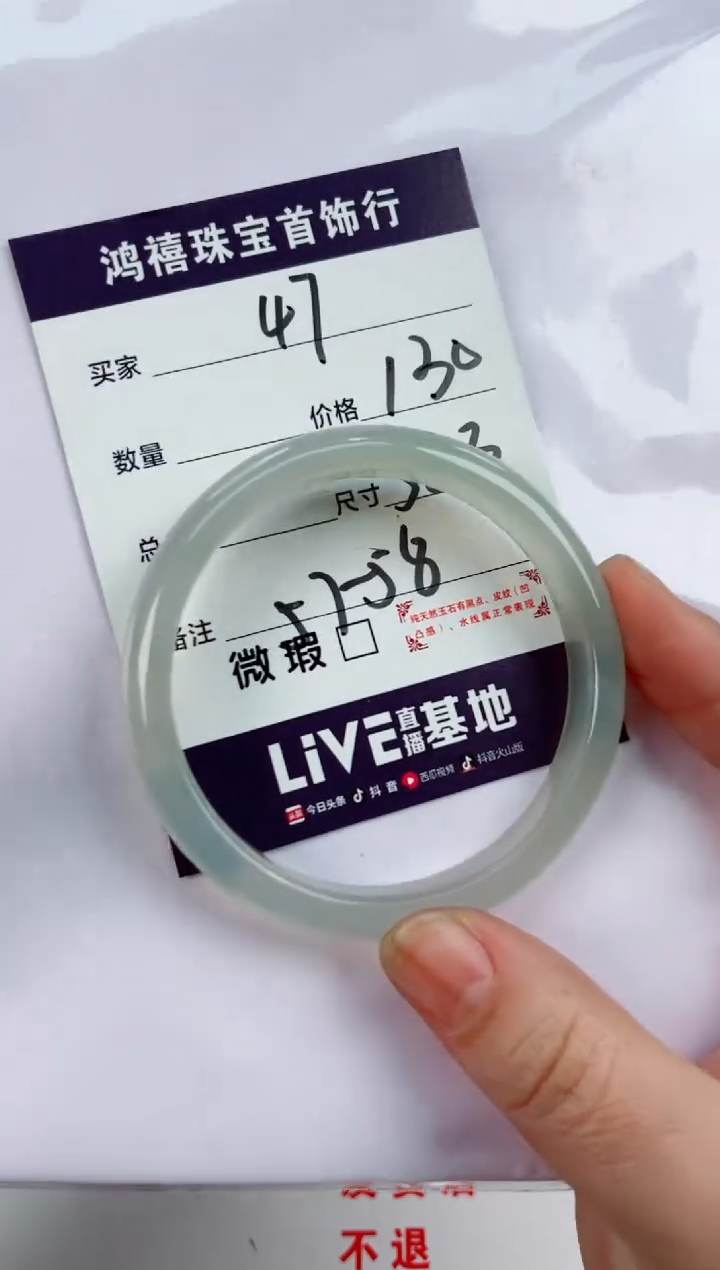 鸿禧珠宝首饰行
买家 47
数量 价格 130
总 尺寸
备注
微瑕
纯天然玉石有黑点、发纹（凹
凸感）、水线属正常表现
LiVE直播基地
今日头条 抖音 西瓜视频 抖音火山版
不退